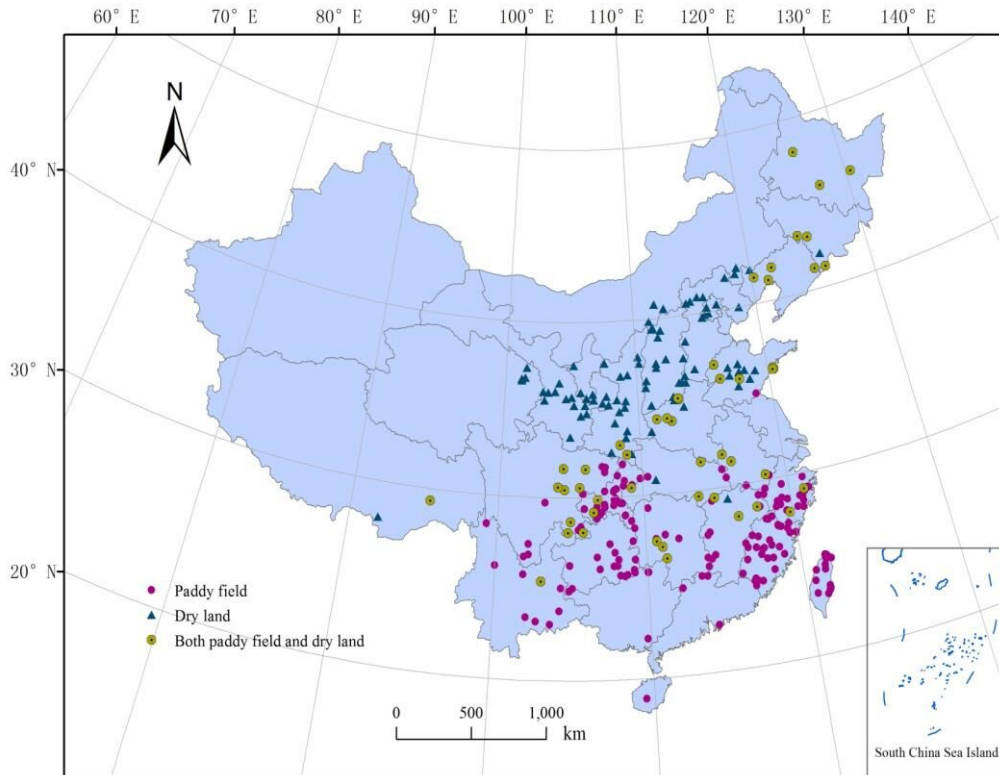 60° E 70° E 80° E 90° E 100° E 110° E 120° E 130° E 140° E
N
40° N
30° N
20° N
Paddy field
Dry land
Both paddy field and dry land
0 500 1,000
km
South China Sea Island